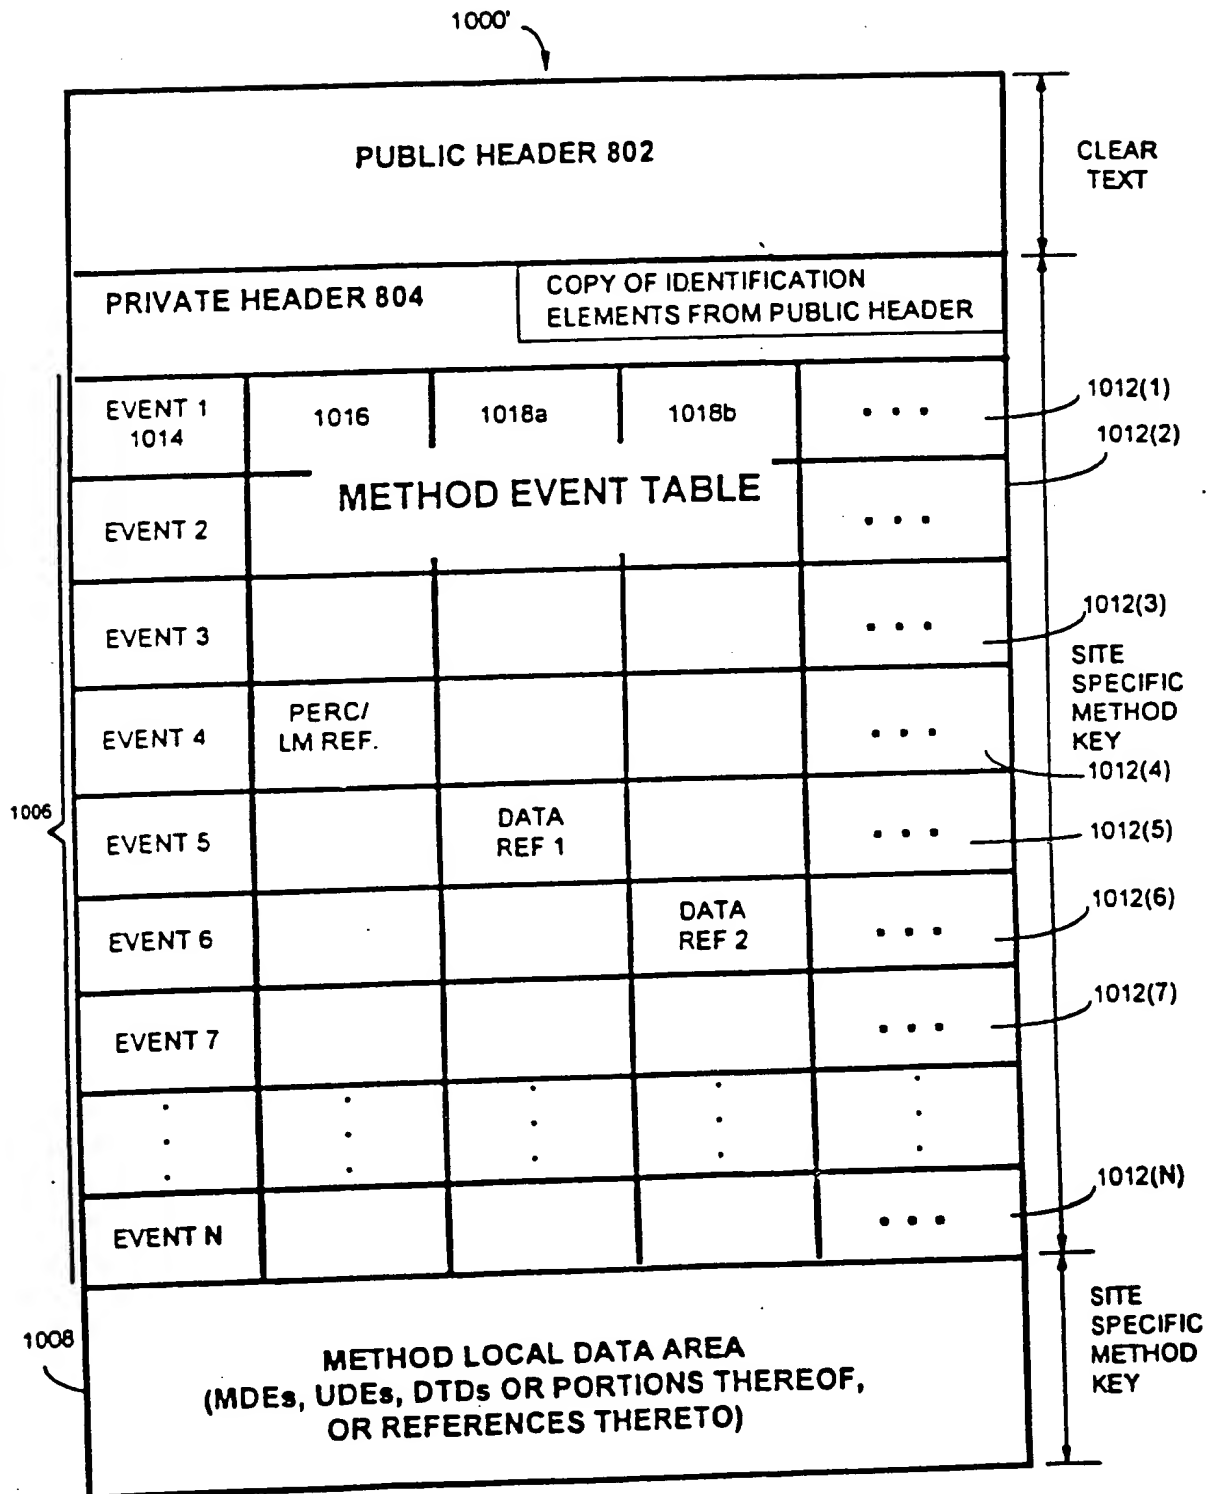 1000'
PUBLIC HEADER 802
CLEAR
TEXT
PRIVATE HEADER 804
COPY OF IDENTIFICATION
ELEMENTS FROM PUBLIC HEADER
EVENT 1
1014
1016
1018a
1018b
• • •
1012(1)
1012(2)
METHOD EVENT TABLE
EVENT 2
• • •
EVENT 3
• • •
1012(3)
SITE
SPECIFIC
METHOD
KEY
EVENT 4
PERC/
LM REF.
• • •
1012(4)
1006
EVENT 5
DATA
REF 1
• • •
1012(5)
EVENT 6
DATA
REF 2
• • •
1012(6)
EVENT 7
• • •
1012(7)
EVENT N
• • •
1012(N)
1008
METHOD LOCAL DATA AREA
(MDEs, UDEs, DTDs OR PORTIONS THEREOF,
OR REFERENCES THERETO)
SITE
SPECIFIC
METHOD
KEY